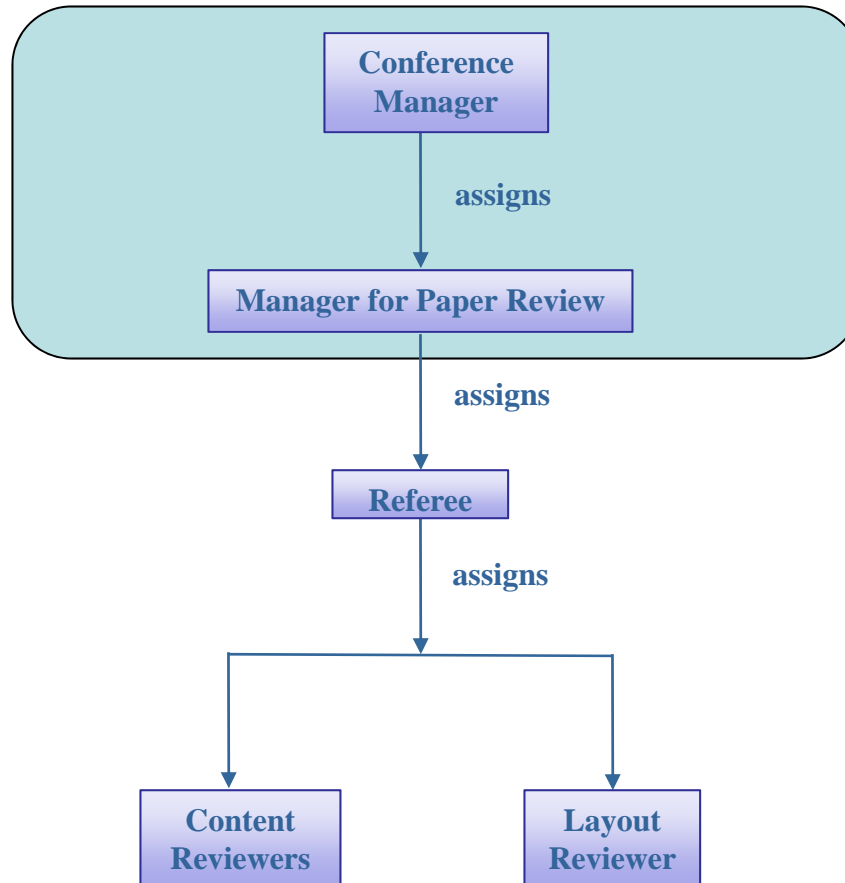 Conference
Manager
assigns
Manager for Paper Review
assigns
Referee
assigns
Content
Reviewers
Layout
Reviewer